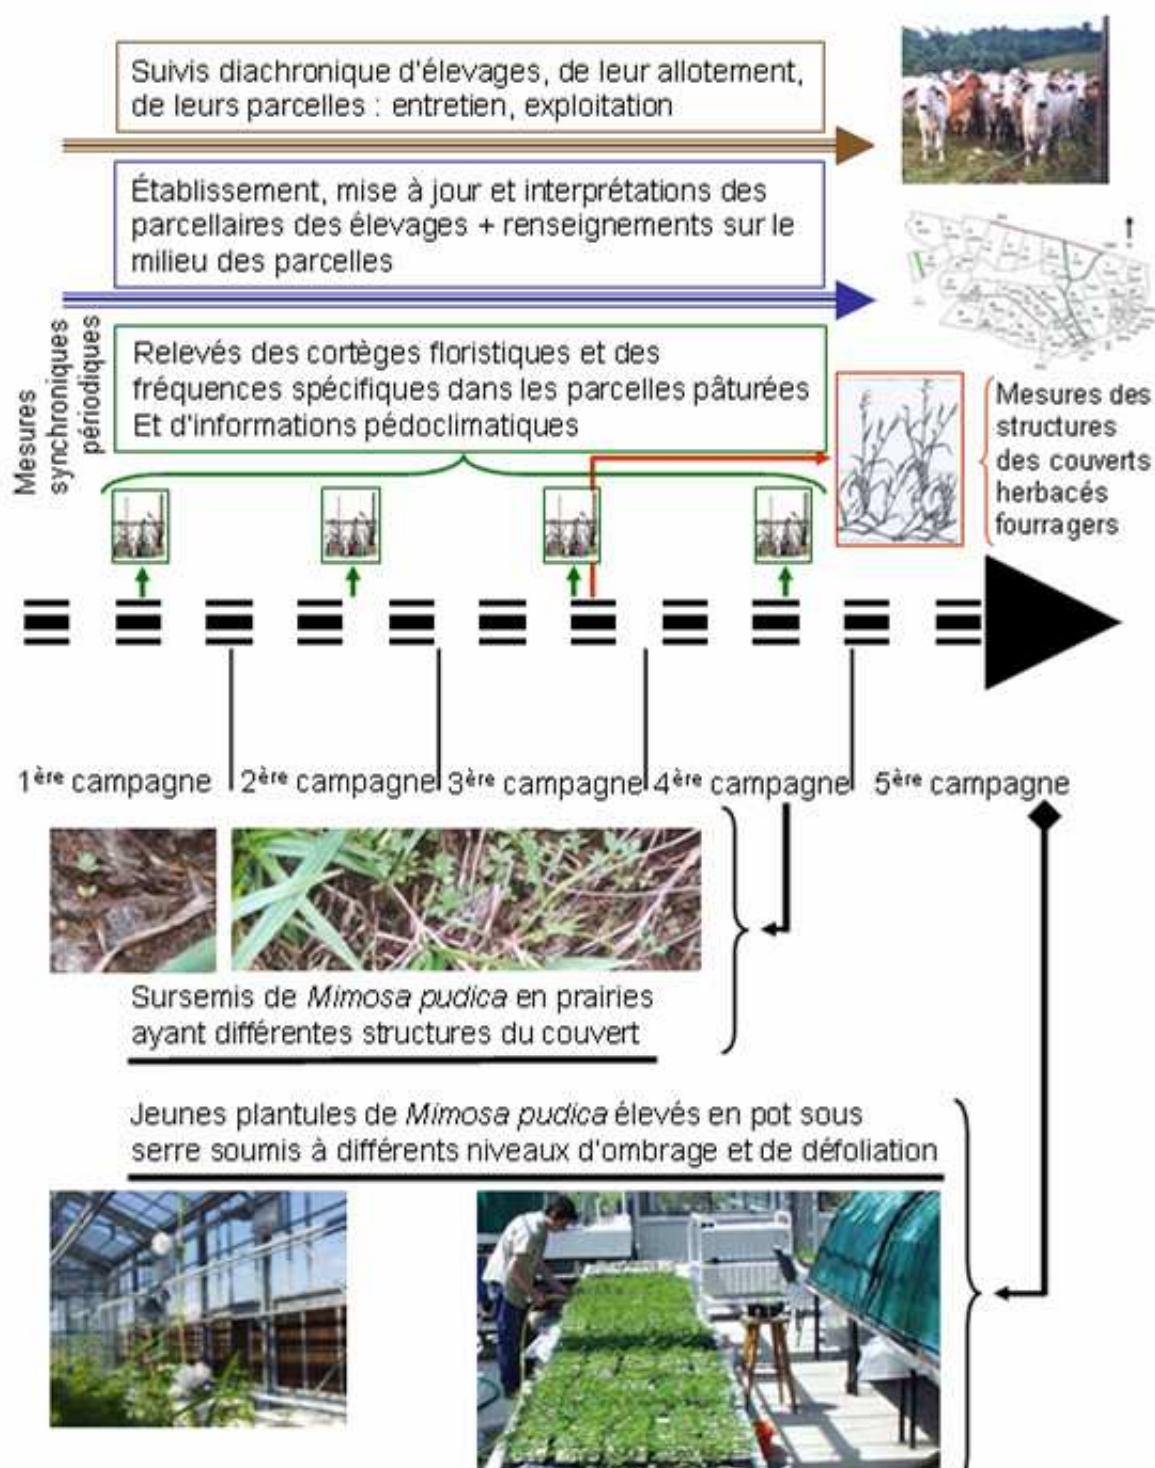 Suivis diachronique d'élevages, de leur allotement,
de leurs parcelles : entretien, exploitation
Établissement, mise à jour et interprétations des
parcellaires des élevages + renseignements sur le
milieu des parcelles
Mesures
synchroniques
périodiques
Relevés des cortèges floristiques et des
fréquences spécifiques dans les parcelles pâturées
Et d'informations pédoclimatiques
Mesures des
structures
des couverts
herbacés
fourragers
1ère campagne 2ère campagne 3ère campagne 4ère campagne 5ère campagne
Sursemis de Mimosa pudica en prairies
ayant différentes structures du couvert
Jeunes plantules de Mimosa pudica élevés en pot sous
serre soumis à différents niveaux d'ombrage et de défoliation